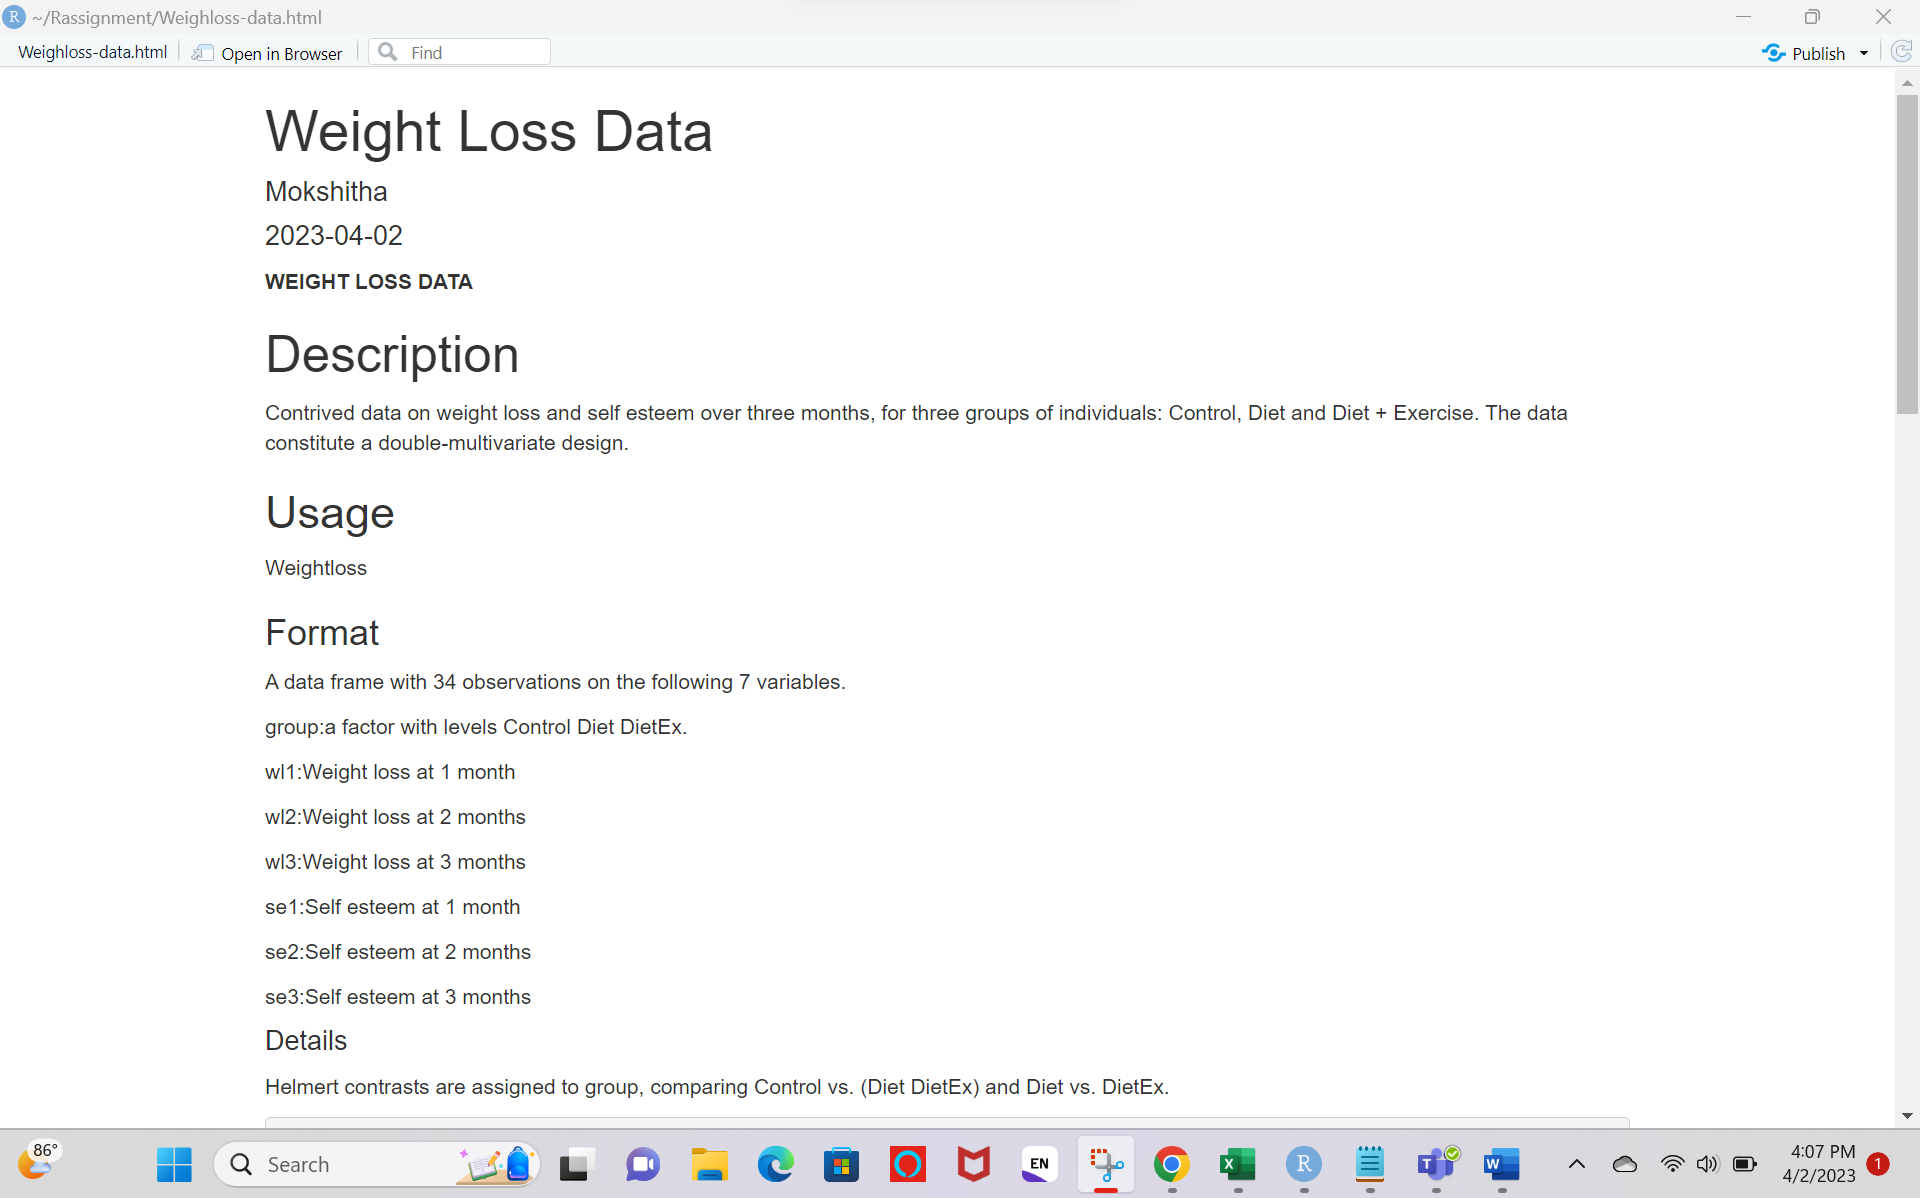 R ~/Rassignment/Weighloss-data.html
Weighloss-data.html Open in Browser Find Publish
Weight Loss Data
Mokshitha
2023-04-02
WEIGHT LOSS DATA
Description
Contrived data on weight loss and self esteem over three months, for three groups of individuals: Control, Diet and Diet + Exercise. The data
constitute a double-multivariate design.
Usage
Weightloss
Format
A data frame with 34 observations on the following 7 variables.
group:a factor with levels Control Diet DietEx.
wl1:Weight loss at 1 month
wl2:Weight loss at 2 months
wl3:Weight loss at 3 months
se1:Self esteem at 1 month
se2:Self esteem at 2 months
se3:Self esteem at 3 months
Details
Helmert contrasts are assigned to group, comparing Control vs. (Diet DietEx) and Diet vs. DietEx.
86° Search EN X R T W 4:07 PM 1
4/2/2023